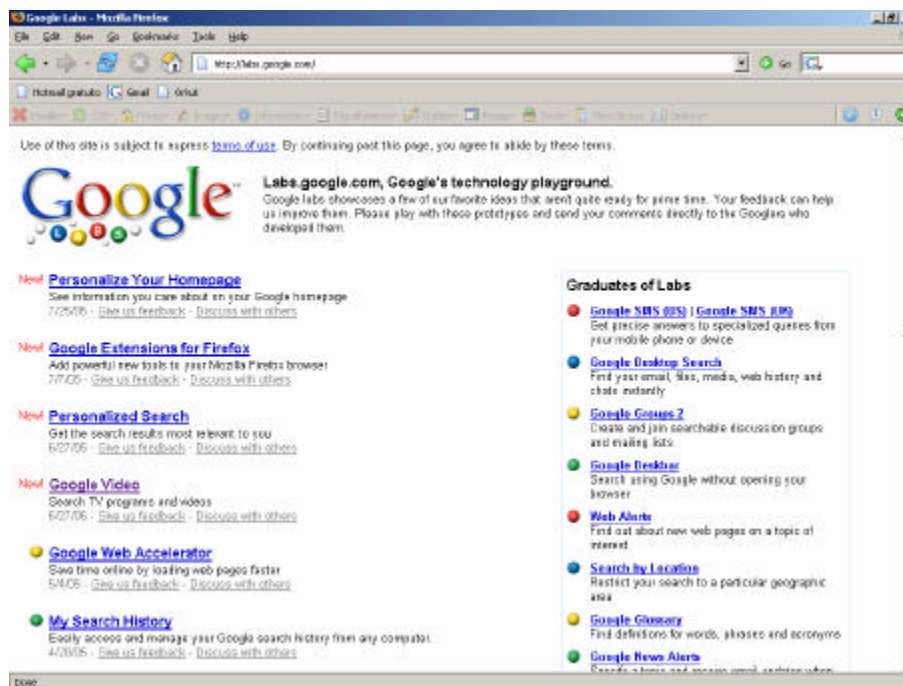 Google Labs - Mozilla Firefox
File Edit View Go Bookmarks Tools Help
http://labs.google.com/
Go
Hotmail gratuito Gmail Orkut
Use of this site is subject to express terms of use. By continuing past this page, you agree to abide by these terms.
Google
LABS
Labs.google.com, Google's technology playground.
Google labs showcases a few of our favorite ideas that aren't quite ready for prime time. Your feedback can help
us improve them. Please play with these prototypes and send your comments directly to the Googlers who
developed them.
New! Personalize Your Homepage
See information you care about on your Google homepage
7/25/05 - Give us feedback - Discuss with others
New! Google Extensions for Firefox
Add powerful new tools to your Mozilla Firefox browser
7/7/05 - Give us feedback - Discuss with others
New! Personalized Search
Get the search results most relevant to you
6/27/05 - Give us feedback - Discuss with others
New! Google Video
Search TV programs and videos
6/27/05 - Give us feedback - Discuss with others
Google Web Accelerator
Save time online by loading web pages faster
5/4/05 - Give us feedback - Discuss with others
My Search History
Easily access and manage your Google search history from any computer.
4/20/05 - Give us feedback - Discuss with others
Graduates of Labs
Google SMS (US) | Google SMS (UK)
Get precise answers to specialized queries from
your mobile phone or device
Google Desktop Search
Find your email, files, media, web history and
chats instantly
Google Groups 2
Create and join searchable discussion groups
and mailing lists
Google Deskbar
Search using Google without opening your
browser
Web Alerts
Find out about new web pages on a topic of
interest
Search by Location
Restrict your search to a particular geographic
area
Google Glossary
Find definitions for words, phrases and acronyms
Google News Alerts
Specify a topic and receive email updates when
Done